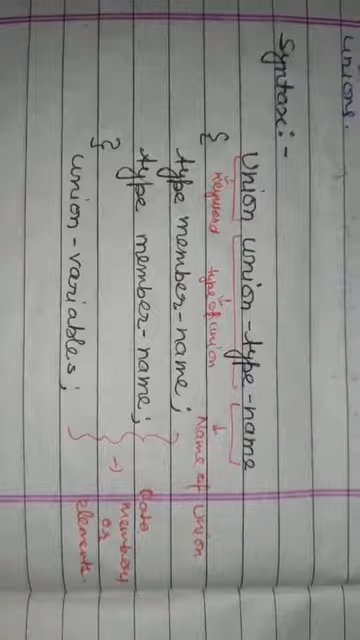 unions.
Syntax:-
Union union-type-name
keyword type of union Name of union
{
type member-name;
type member-name;
} union-variables;
→ Data members or elements